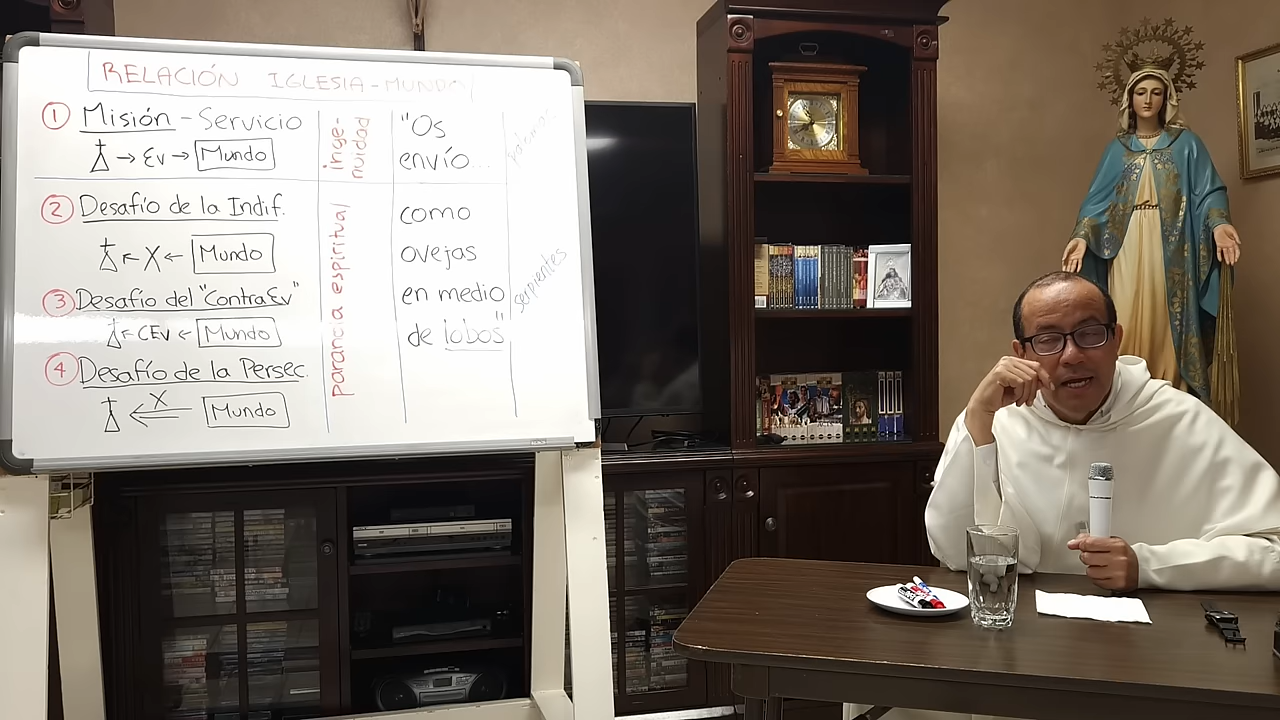 RELACIÓN IGLESIA-MUNDO
① Misión - Servicio
→ Ev → Mundo
② Desafío de la Indif.
← X ← Mundo
③ Desafío del "ContraEv"
← CEv ← Mundo
④ Desafío de la Persec.
X
Mundo
inge-
nuidad
paranoia espiritual
"Os
envío...
como
ovejas
en medio
de lobos"
serpientes